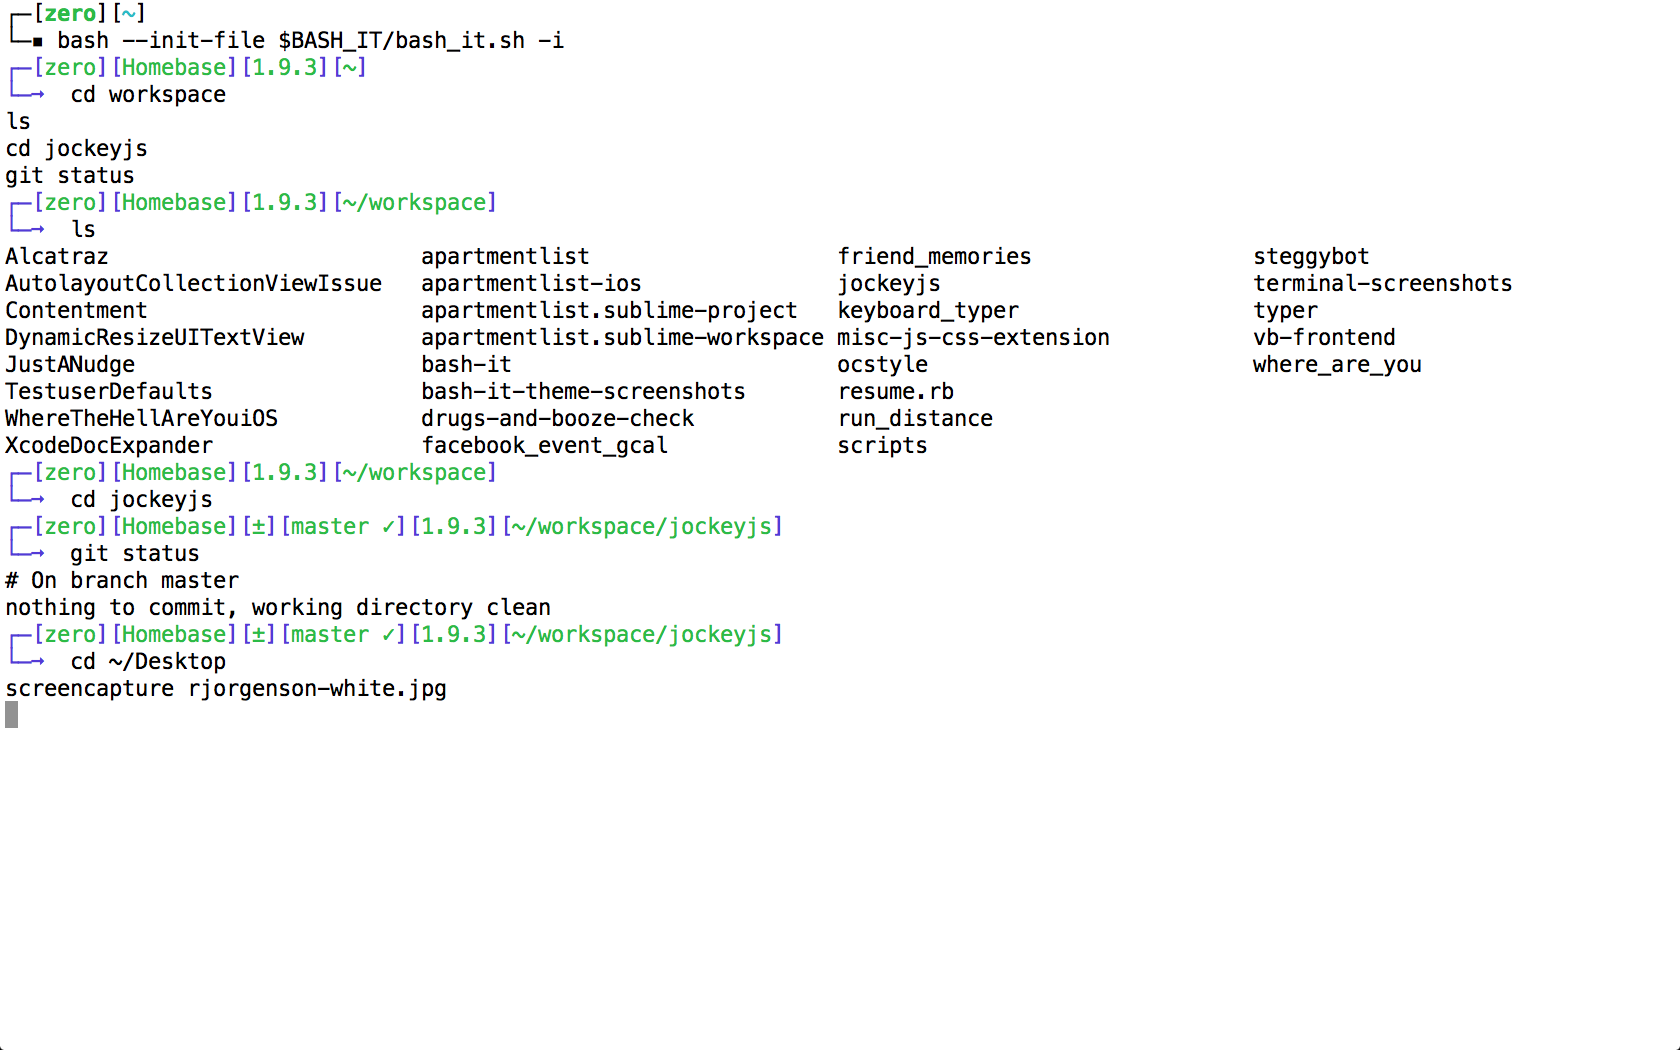 ┌─[zero][~]
└─▪ bash --init-file $BASH_IT/bash_it.sh -i
┌─[zero][Homebase][1.9.3][~]
└─→  cd workspace
ls
cd jockeyjs
git status
┌─[zero][Homebase][1.9.3][~/workspace]
└─→  ls
Alcatraz                        apartmentlist                   friend_memories                 steggybot
AutolayoutCollectionViewIssue   apartmentlist-ios               jockeyjs                        terminal-screenshots
Contentment                     apartmentlist.sublime-project   keyboard_typer                  typer
DynamicResizeUITextView         apartmentlist.sublime-workspace misc-js-css-extension           vb-frontend
JustANudge                      bash-it                         ocstyle                         where_are_you
TestuserDefaults                bash-it-theme-screenshots       resume.rb
WhereTheHellAreYouiOS           drugs-and-booze-check           run_distance
XcodeDocExpander                facebook_event_gcal             scripts
┌─[zero][Homebase][1.9.3][~/workspace]
└─→  cd jockeyjs
┌─[zero][Homebase][±][master ✓][1.9.3][~/workspace/jockeyjs]
└─→  git status
# On branch master
nothing to commit, working directory clean
┌─[zero][Homebase][±][master ✓][1.9.3][~/workspace/jockeyjs]
└─→  cd ~/Desktop
screencapture rjorgenson-white.jpg